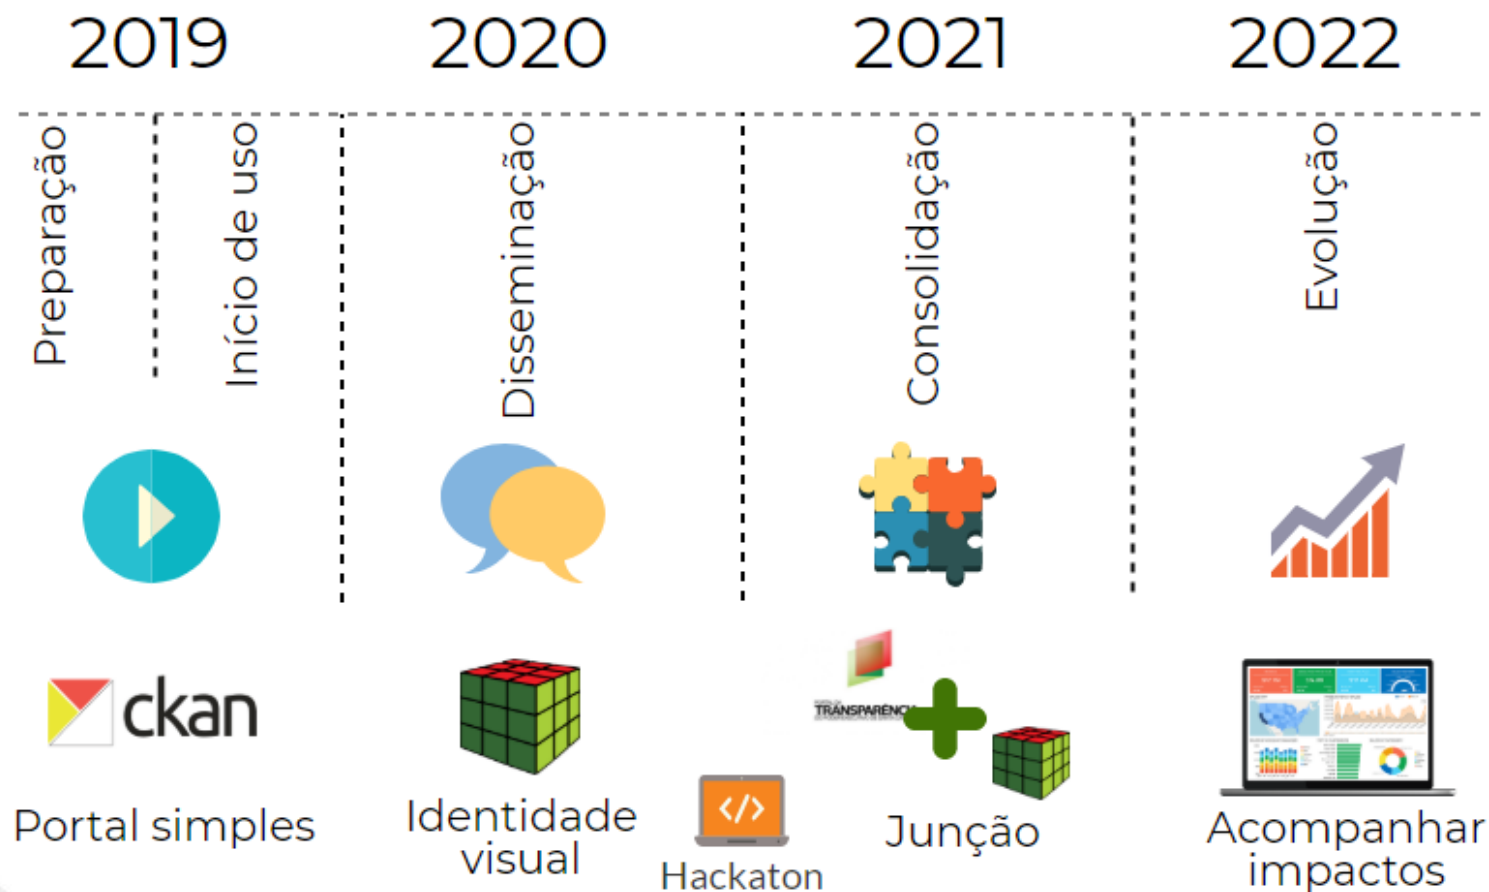 2019
2020
2021
2022
Preparação
Início de uso
Disseminação
Consolidação
Evolução
ckan
TRANSPARÊNCIA
Portal simples
Identidade
visual
</>
Hackaton
Junção
Acompanhar
impactos